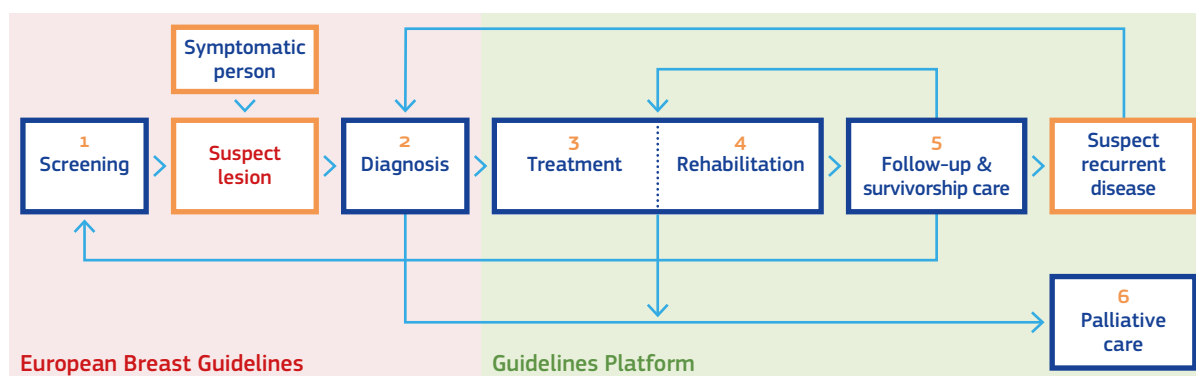 Symptomatic
person
1
Screening
Suspect
lesion
2
Diagnosis
3
Treatment
4
Rehabilitation
5
Follow-up &
survivorship care
Suspect
recurrent
disease
6
Palliative
care
European Breast Guidelines
Guidelines Platform